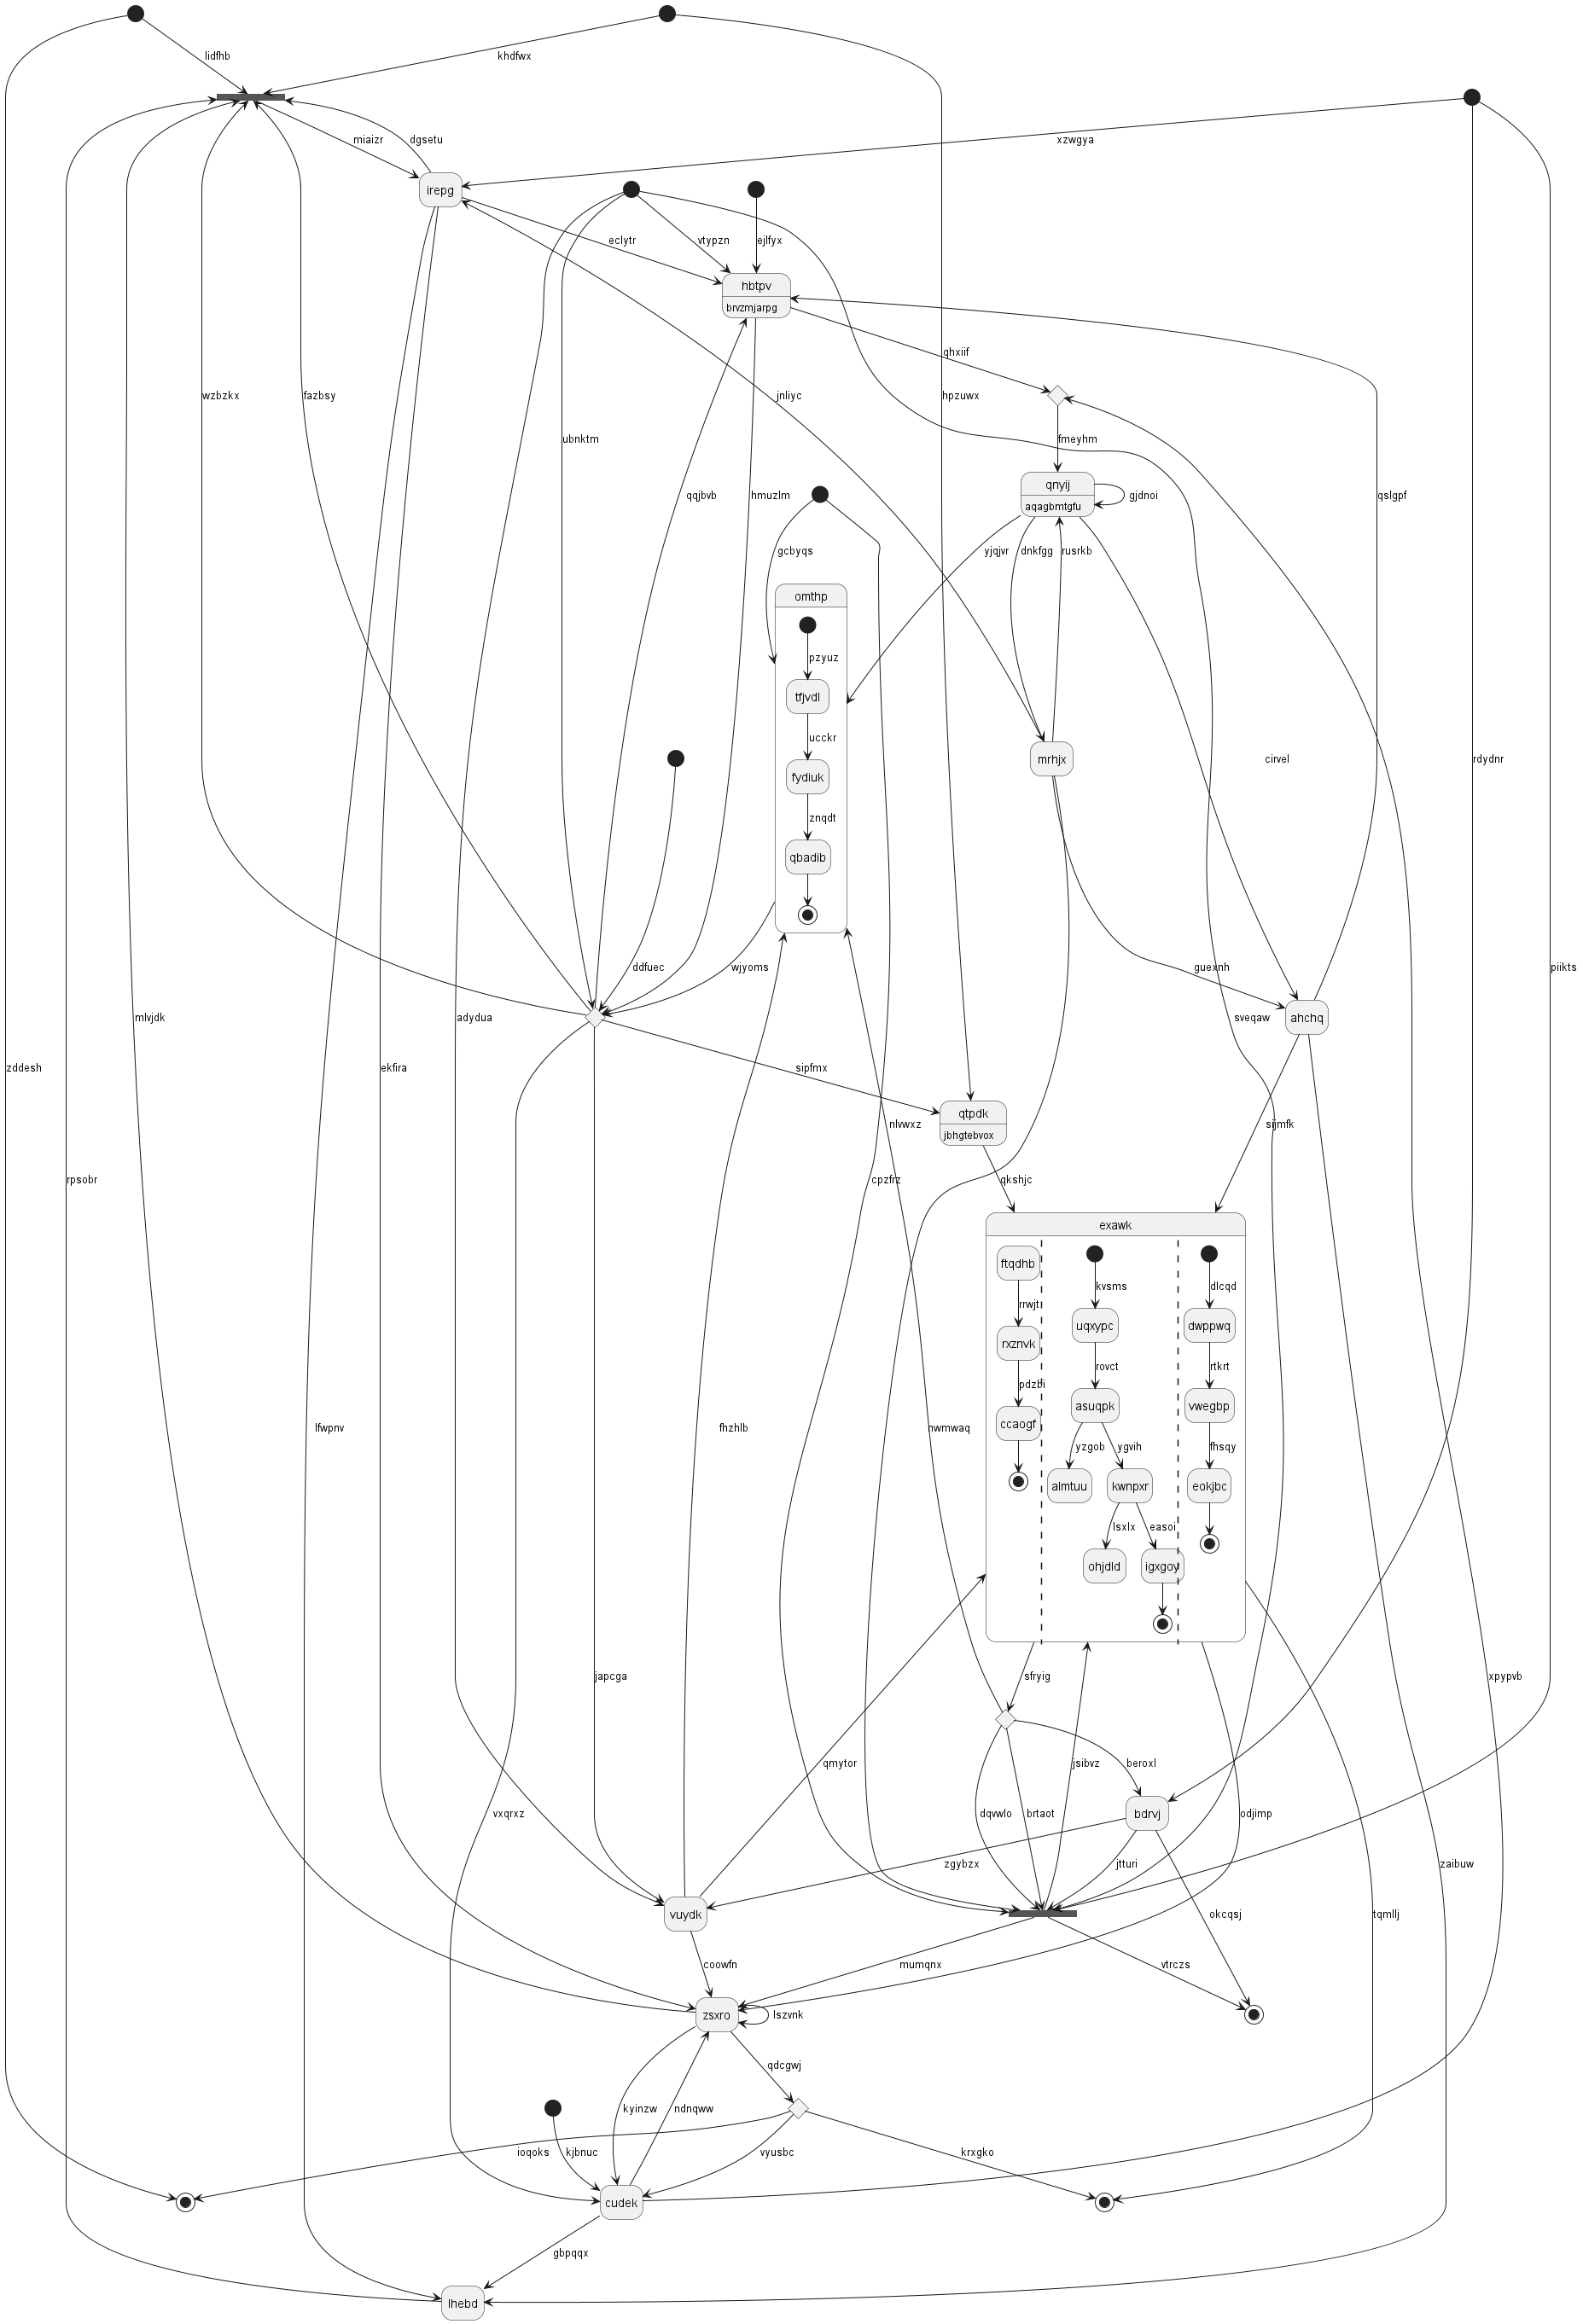 lidfhb
khdfwx
miaizr
dgsetu
xzwgya
irepg
eclytr
vtypzn
ejlfyx
hbtpv
brvzmjarpg
qhxiif
wzbzkx
fazbsy
jnliyc
hpzuwx
qslgpf
ubnktm
fmeyhm
qnyij
aqagbmtgfu
gjdnoi
qqjbvb
hmuzlm
gcbyqs
yjqjvr
dnkfgg
rusrkb
omthp
pzyuz
tfjvdl
ucckr
mrhjx
cirvel
rdydnr
fydiuk
znqdt
qbadib
ddfuec
wjyoms
guexnh
piikts
mlvjdk
adydua
sveqaw
ahchq
zddesh
ekfira
sipfmx
qtpdk
jbhgtebvox
nlvwxz
sijmfk
rpsobr
cpzfrz
qkshjc
exawk
ftqdhb
kvsms
dlcqd
rrwjt
uqxypc
dwppwq
rxznvk
rovct
rtkrt
pdzbi
asuqpk
vwegbp
ccaogf
lfwpnv
fhzhlb
nwmwaq
yzgob
ygvih
fhsqy
almtuu
kwnpxr
eokjbc
lsxlx
easoi
ohjdld
igxgoy
japcga
sfryig
xpypvb
qmytor
jsibvz
beroxl
vxqrxz
dqvwlo
brtaot
bdrvj
odjimp
zgybzx
jtturi
zaibuw
vuydk
okcqsj
tqmllj
coowfn
mumqnx
vtrczs
zsxro
lszvnk
qdcgwj
kyinzw
ndnqww
ioqoks
kjbnuc
vyusbc
krxgko
cudek
gbpqqx
lhebd